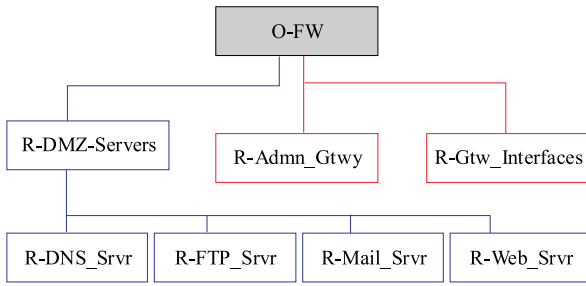 O-FW
R-DMZ-Servers
R-Admn_Gtwy
R-Gtw_Interfaces
R-DNS_Srvr
R-FTP_Srvr
R-Mail_Srvr
R-Web_Srvr